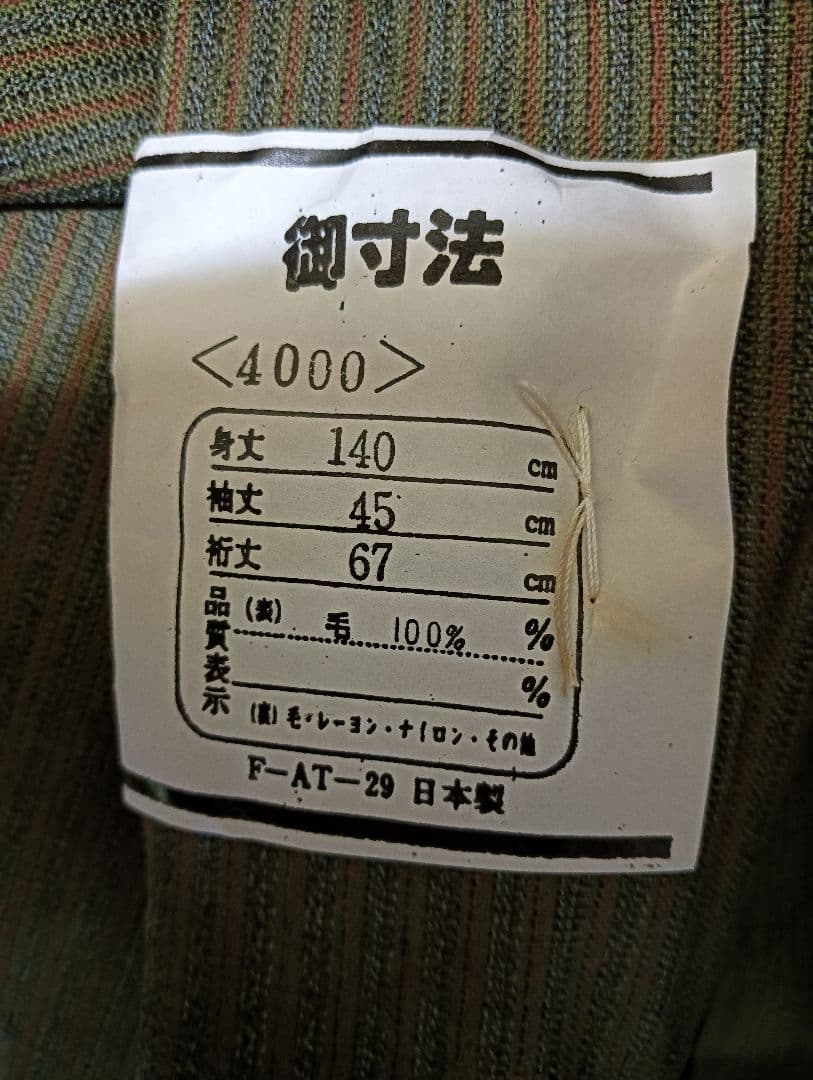 御寸法
<4000>
身丈 140 cm
袖丈 45 cm
裄丈 67 cm
品質表示
(表) 毛 100% %
%
(裏) 毛・レーヨン・ナイロン・その他
F-AT-29 日本製